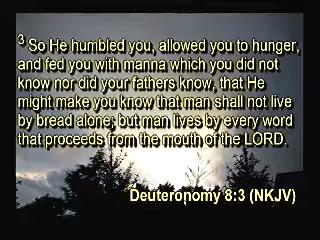 3 So He humbled you, allowed you to hunger,
and fed you with manna which you did not
know nor did your fathers know, that He
might make you know that man shall not live
by bread alone; but man lives by every word
that proceeds from the mouth of the LORD.
Deuteronomy 8:3 (NKJV)